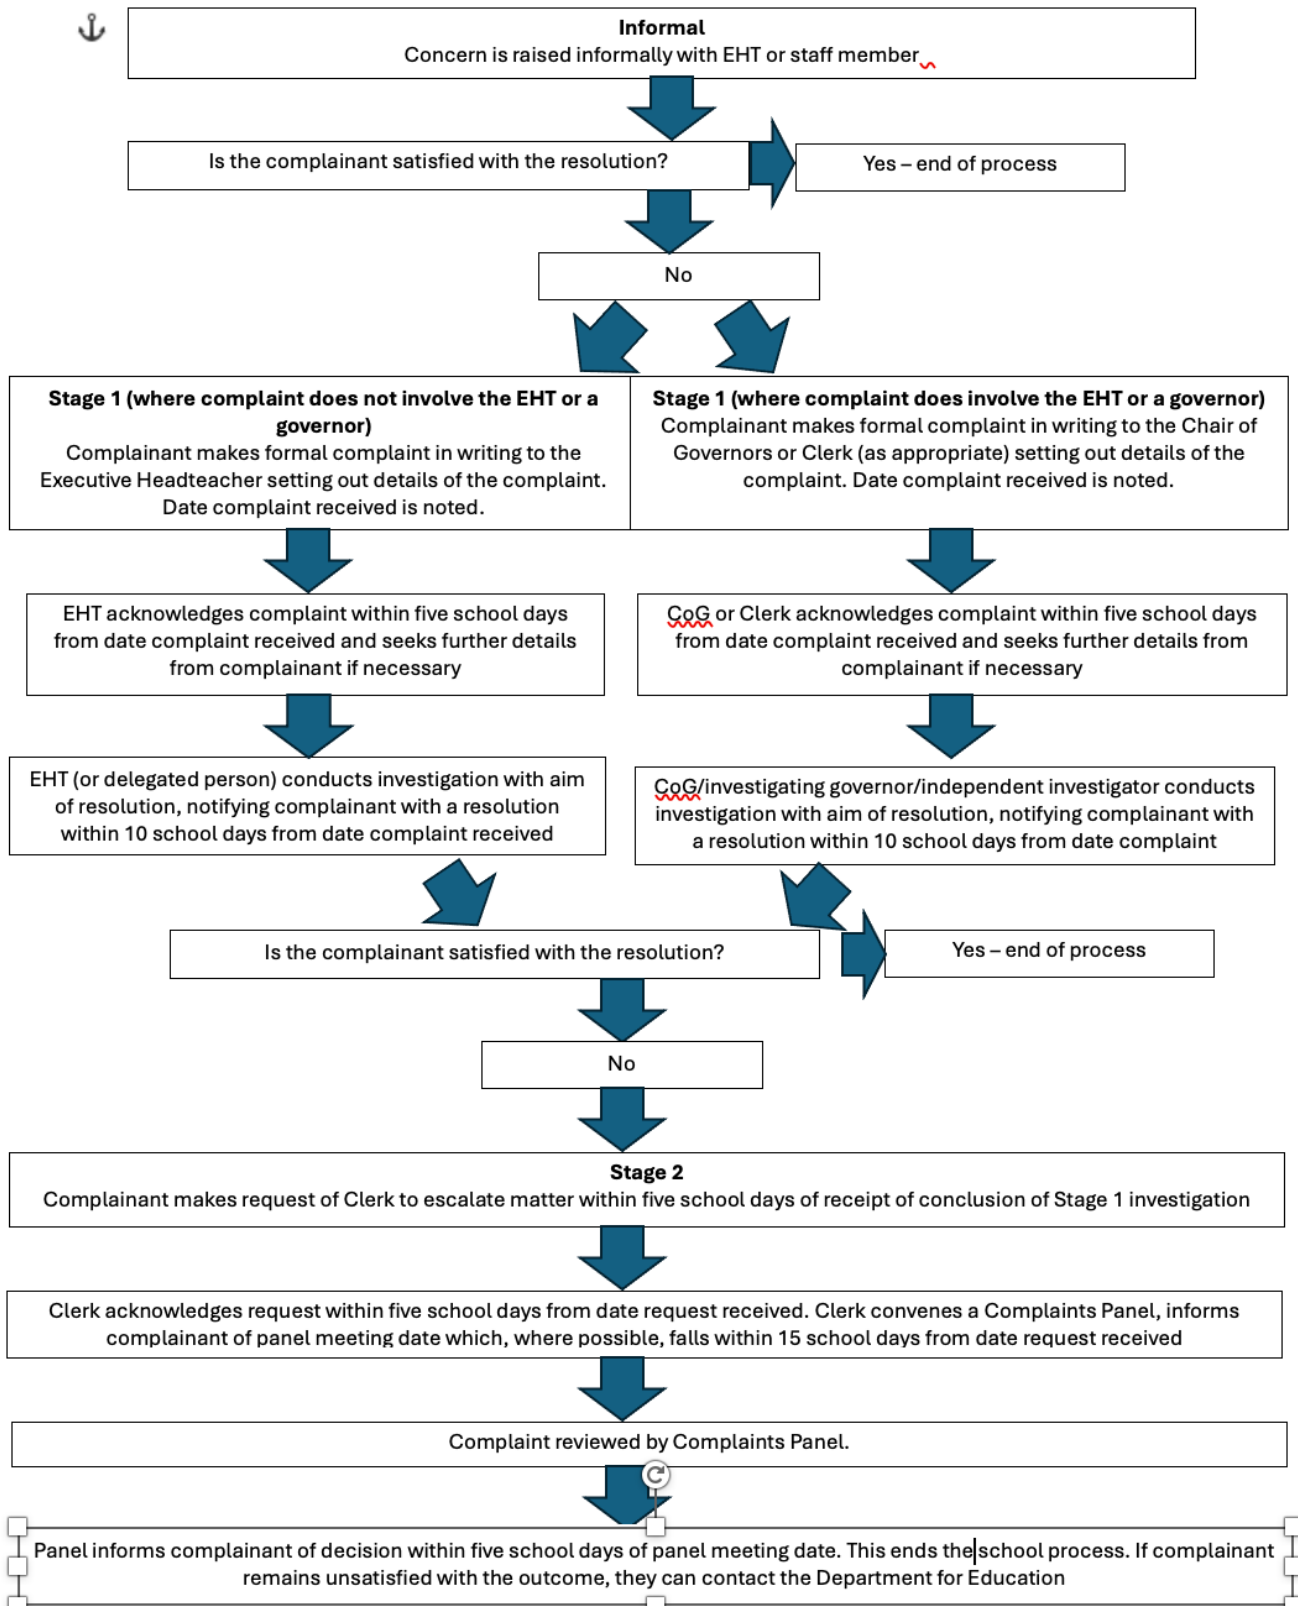 Informal
Concern is raised informally with EHT or staff member
Is the complainant satisfied with the resolution?
Yes – end of process
No
Stage 1 (where complaint does not involve the EHT or a
governor)
Complainant makes formal complaint in writing to the
Executive Headteacher setting out details of the complaint.
Date complaint received is noted.
Stage 1 (where complaint does involve the EHT or a governor)
Complainant makes formal complaint in writing to the Chair of
Governors or Clerk (as appropriate) setting out details of the
complaint. Date complaint received is noted.
EHT acknowledges complaint within five school days
from date complaint received and seeks further details
from complainant if necessary
CoG or Clerk acknowledges complaint within five school days
from date complaint received and seeks further details from
complainant if necessary
EHT (or delegated person) conducts investigation with aim
of resolution, notifying complainant with a resolution
within 10 school days from date complaint received
CoG/investigating governor/independent investigator conducts
investigation with aim of resolution, notifying complainant with
a resolution within 10 school days from date complaint
Is the complainant satisfied with the resolution?
Yes – end of process
No
Stage 2
Complainant makes request of Clerk to escalate matter within five school days of receipt of conclusion of Stage 1 investigation
Clerk acknowledges request within five school days from date request received. Clerk convenes a Complaints Panel, informs
complainant of panel meeting date which, where possible, falls within 15 school days from date request received
Complaint reviewed by Complaints Panel.
Panel informs complainant of decision within five school days of panel meeting date. This ends the school process. If complainant
remains unsatisfied with the outcome, they can contact the Department for Education